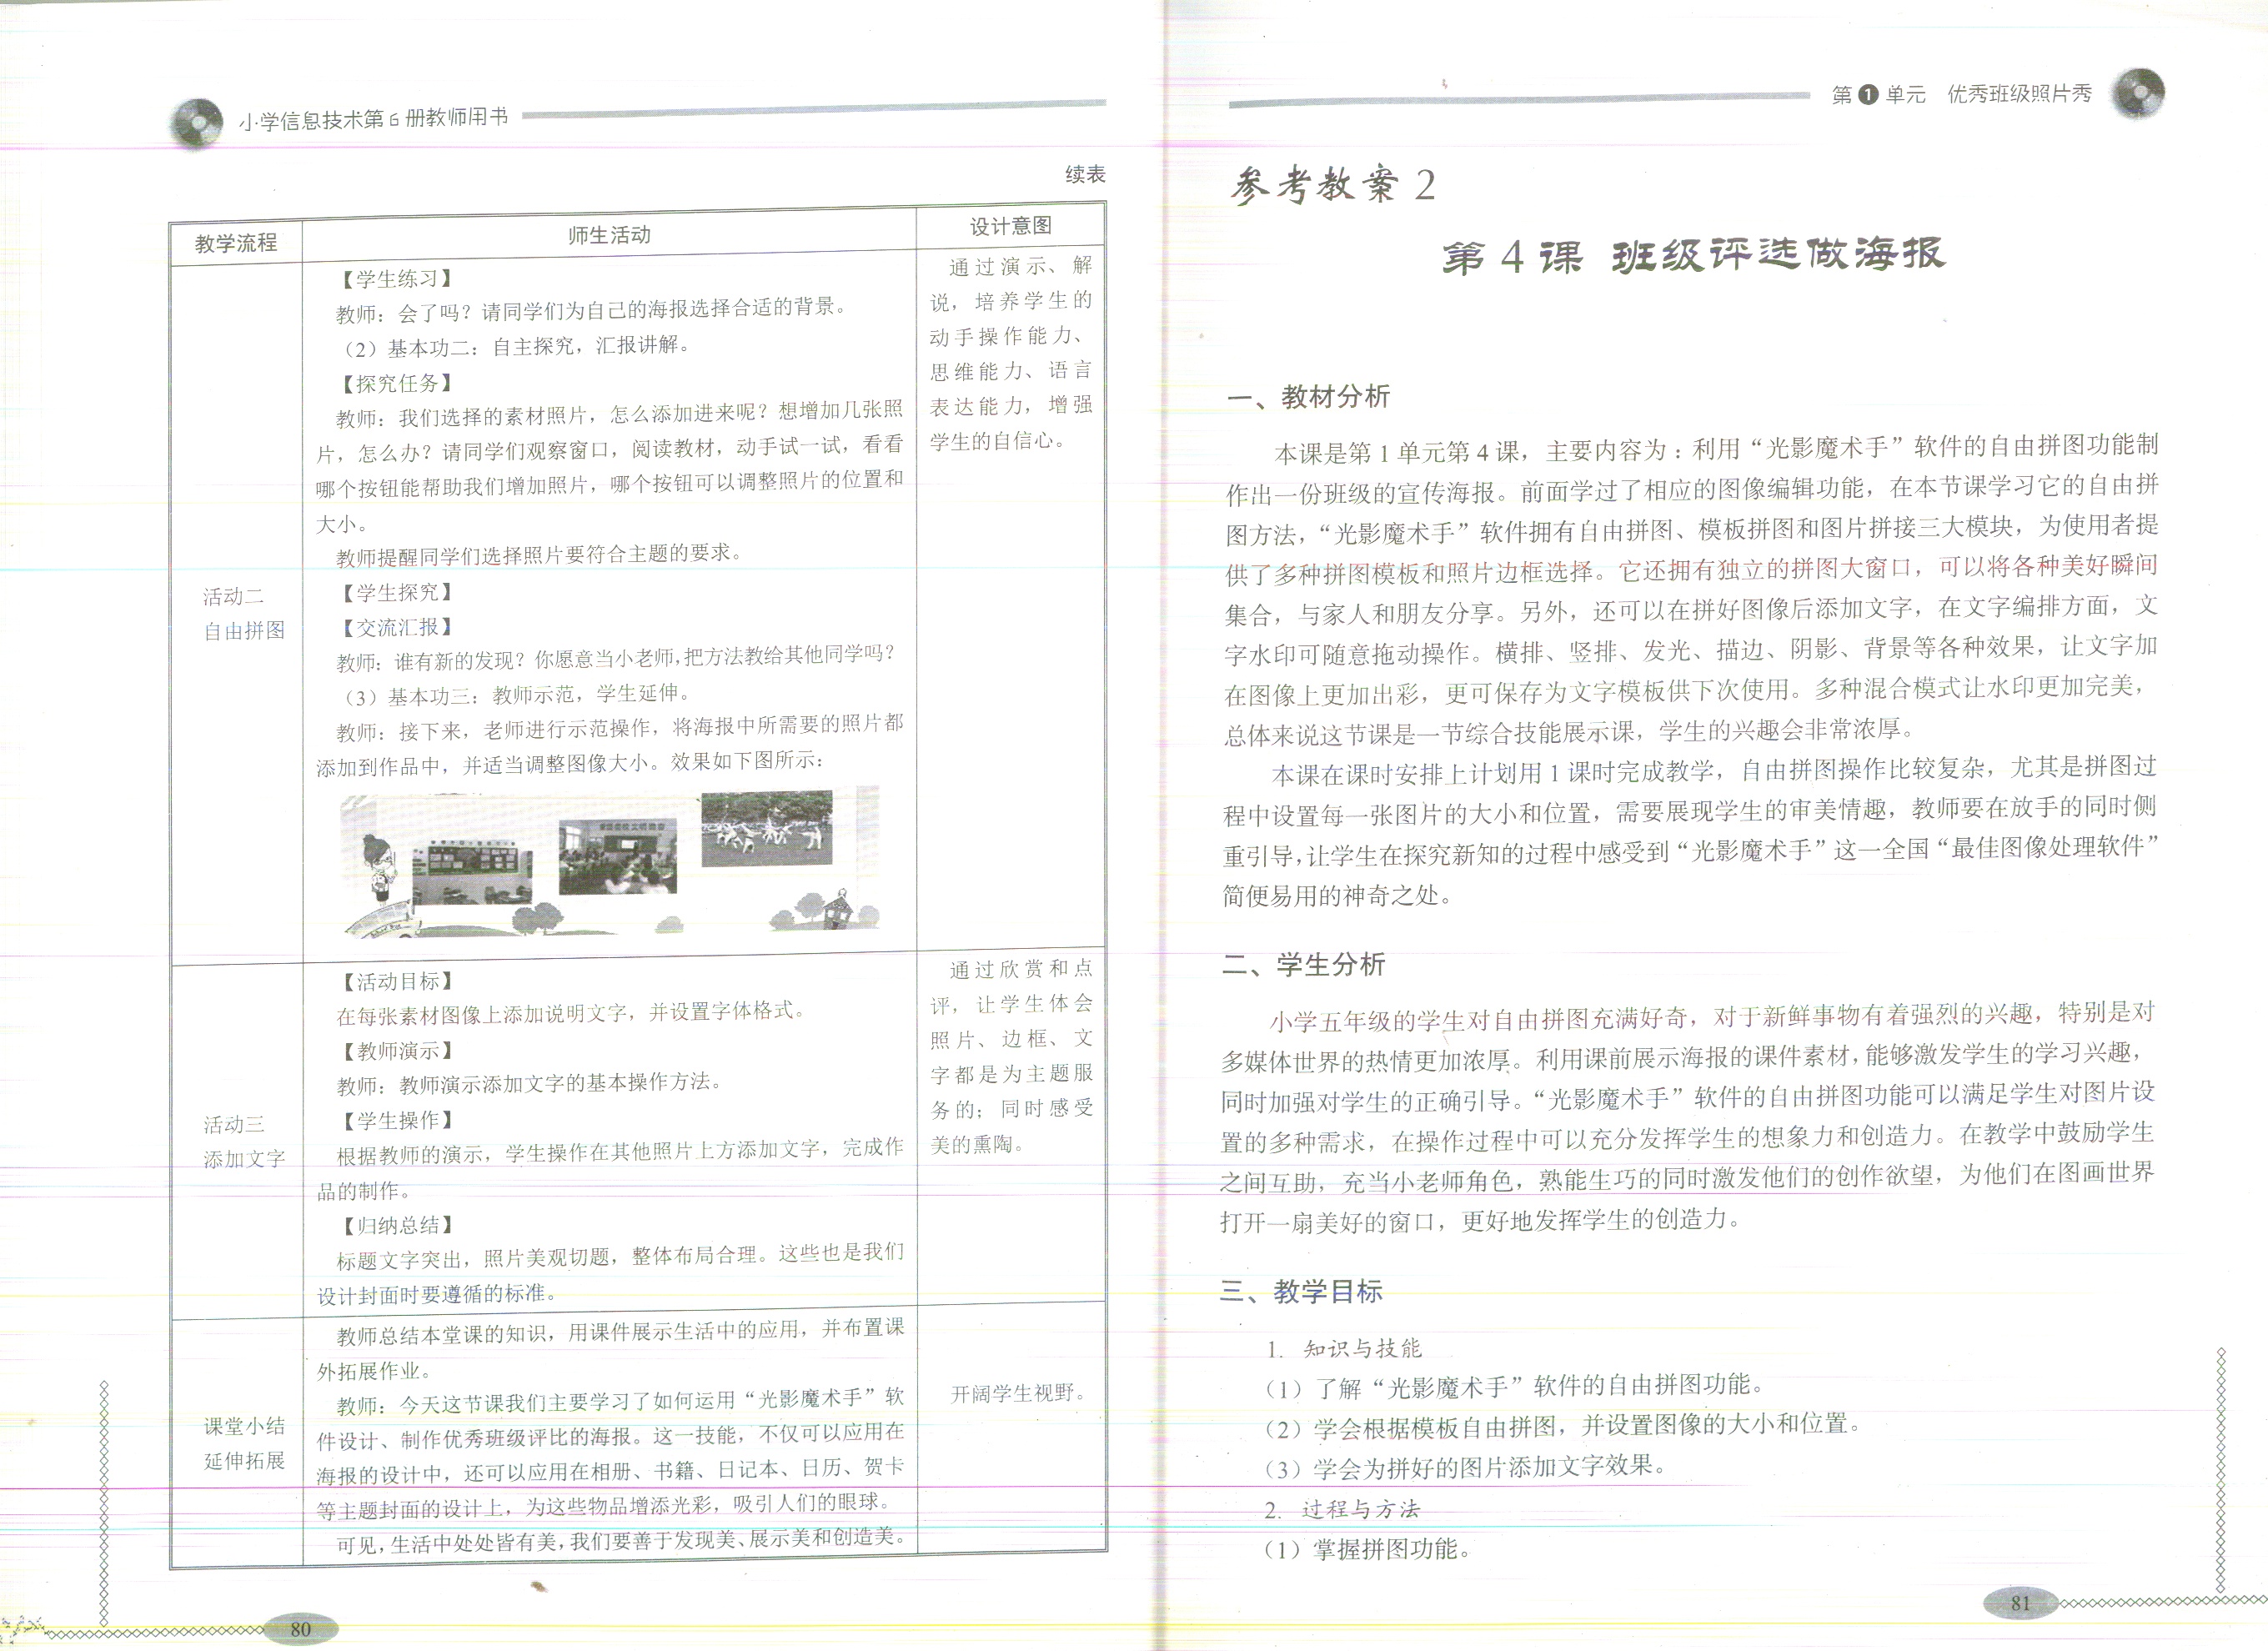 小学信息技术第6册教师用书
续表
教学流程
师生活动
设计意图
活动二
自由拼图
【学生练习】
教师：会了吗？请同学们为自己的海报选择合适的背景。
（2）基本功二：自主探究，汇报讲解。
【探究任务】
教师：我们选择的素材照片，怎么添加进来呢？想增加几张照
片，怎么办？请同学们观察窗口，阅读教材，动手试一试，看看
哪个按钮能帮助我们增加照片，哪个按钮可以调整照片的位置和
大小。
教师提醒同学们选择照片要符合主题的要求。
【学生探究】
【交流汇报】
教师：谁有新的发现？你愿意当小老师，把方法教给其他同学吗？
（3）基本功三：教师示范，学生延伸。
教师：接下来，老师进行示范操作，将海报中所需要的照片都
添加到作品中，并适当调整图像大小。效果如下图所示：
通过演示、解
说，培养学生的
动手操作能力、
思维能力、语言
表达能力，增强
学生的自信心。
活动三
添加文字
【活动目标】
在每张素材图像上添加说明文字，并设置字体格式。
【教师演示】
教师：教师演示添加文字的基本操作方法。
【学生操作】
根据教师的演示，学生操作在其他照片上方添加文字，完成作
品的制作。
【归纳总结】
标题文字突出，照片美观切题，整体布局合理。这些也是我们
设计封面时要遵循的标准。
通过欣赏和点
评，让学生体会
照片、边框、文
字都是为主题服
务的；同时感受
美的熏陶。
课堂小结
延伸拓展
教师总结本堂课的知识，用课件展示生活中的应用，并布置课
外拓展作业。
教师：今天这节课我们主要学习了如何运用“光影魔术手”软
件设计、制作优秀班级评比的海报。这一技能，不仅可以应用在
海报的设计中，还可以应用在相册、书籍、日记本、日历、贺卡
等主题封面的设计上，为这些物品增添光彩，吸引人们的眼球。
可见，生活中处处皆有美，我们要善于发现美、展示美和创造美。
开阔学生视野。
80
第1单元 优秀班级照片秀
参考教案 2
第 4 课 班级评选做海报
一、教材分析
本课是第 1 单元第 4 课，主要内容为：利用“光影魔术手”软件的自由拼图功能制
作出一份班级的宣传海报。前面学过了相应的图像编辑功能，在本节课学习它的自由拼
图方法，“光影魔术手”软件拥有自由拼图、模板拼图和图片拼接三大模块，为使用者提
供了多种拼图模板和照片边框选择。它还拥有独立的拼图大窗口，可以将各种美好瞬间
集合，与家人和朋友分享。另外，还可以在拼好图像后添加文字，在文字编排方面，文
字水印可随意拖动操作。横排、竖排、发光、描边、阴影、背景等各种效果，让文字加
在图像上更加出彩，更可保存为文字模板供下次使用。多种混合模式让水印更加完美，
总体来说这节课是一节综合技能展示课，学生的兴趣会非常浓厚。
本课在课时安排上计划用 1 课时完成教学，自由拼图操作比较复杂，尤其是拼图过
程中设置每一张图片的大小和位置，需要展现学生的审美情趣，教师要在放手的同时侧
重引导，让学生在探究新知的过程中感受到“光影魔术手”这一全国“最佳图像处理软件”
简便易用的神奇之处。
二、学生分析
小学五年级的学生对自由拼图充满好奇，对于新鲜事物有着强烈的兴趣，特别是对
多媒体世界的热情更加浓厚。利用课前展示海报的课件素材，能够激发学生的学习兴趣，
同时加强对学生的正确引导。“光影魔术手”软件的自由拼图功能可以满足学生对图片设
置的多种需求，在操作过程中可以充分发挥学生的想象力和创造力。在教学中鼓励学生
之间互助，充当小老师角色，熟能生巧的同时激发他们的创作欲望，为他们在图画世界
打开一扇美好的窗口，更好地发挥学生的创造力。
三、教学目标
1. 知识与技能
（1）了解“光影魔术手”软件的自由拼图功能。
（2）学会根据模板自由拼图，并设置图像的大小和位置。
（3）学会为拼好的图片添加文字效果。
2. 过程与方法
（1）掌握拼图功能。
81